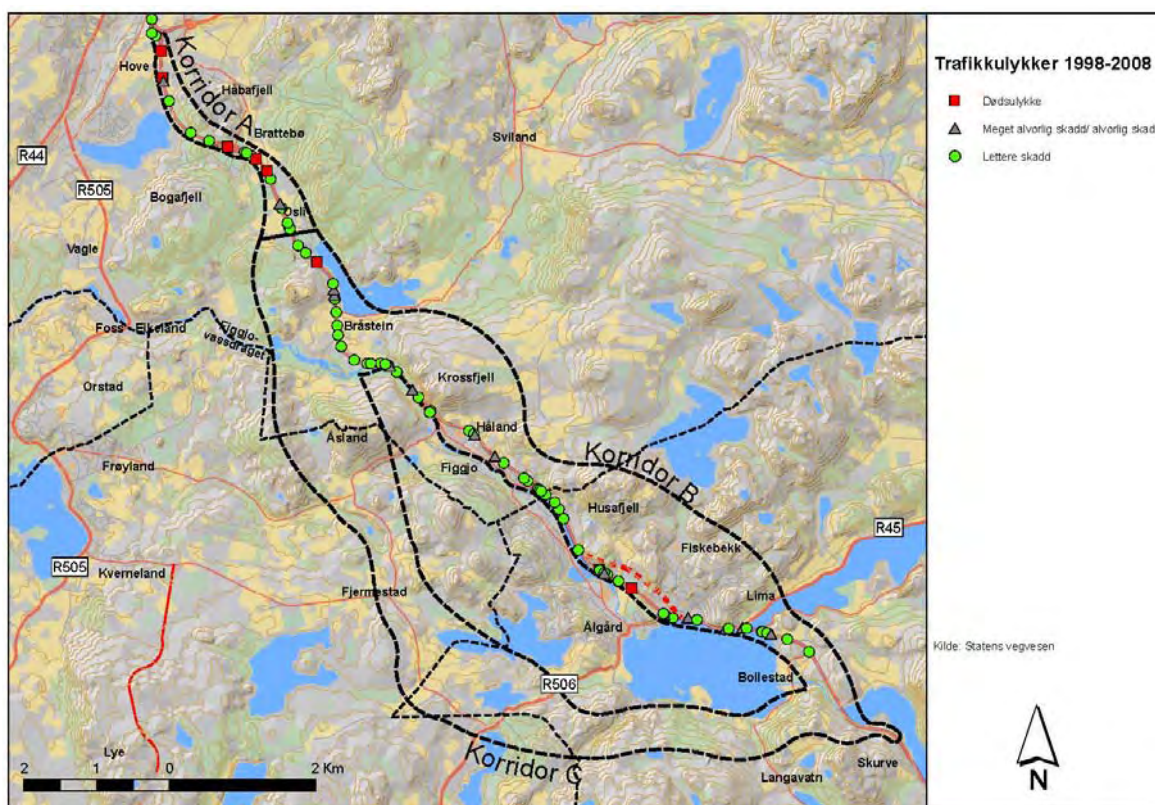 Trafikkulykker 1998-2008
Dødsulykke
Meget alvorlig skadd/ alvorlig skad
Lettere skadd
Kilde: Statens vegvesen
N
Korridor A
Hove
Håbafjell
Brattebø
Sviland
R44
R505
Bogafjell
Osli
Vagle
Foss
Eikeland
Figgjo-
vassdraget
Bråstein
Krossfjell
Orstad
Åsland
Håland
Frøyland
Figgjo
Korridor B
Husafjell
R45
Fiskebekk
R505
Kverneland
Fjermestad
Lima
Ålgård
Bollestad
R506
Lye
Korridor C
Skurve
Langavatn
2 1 0 2 Km